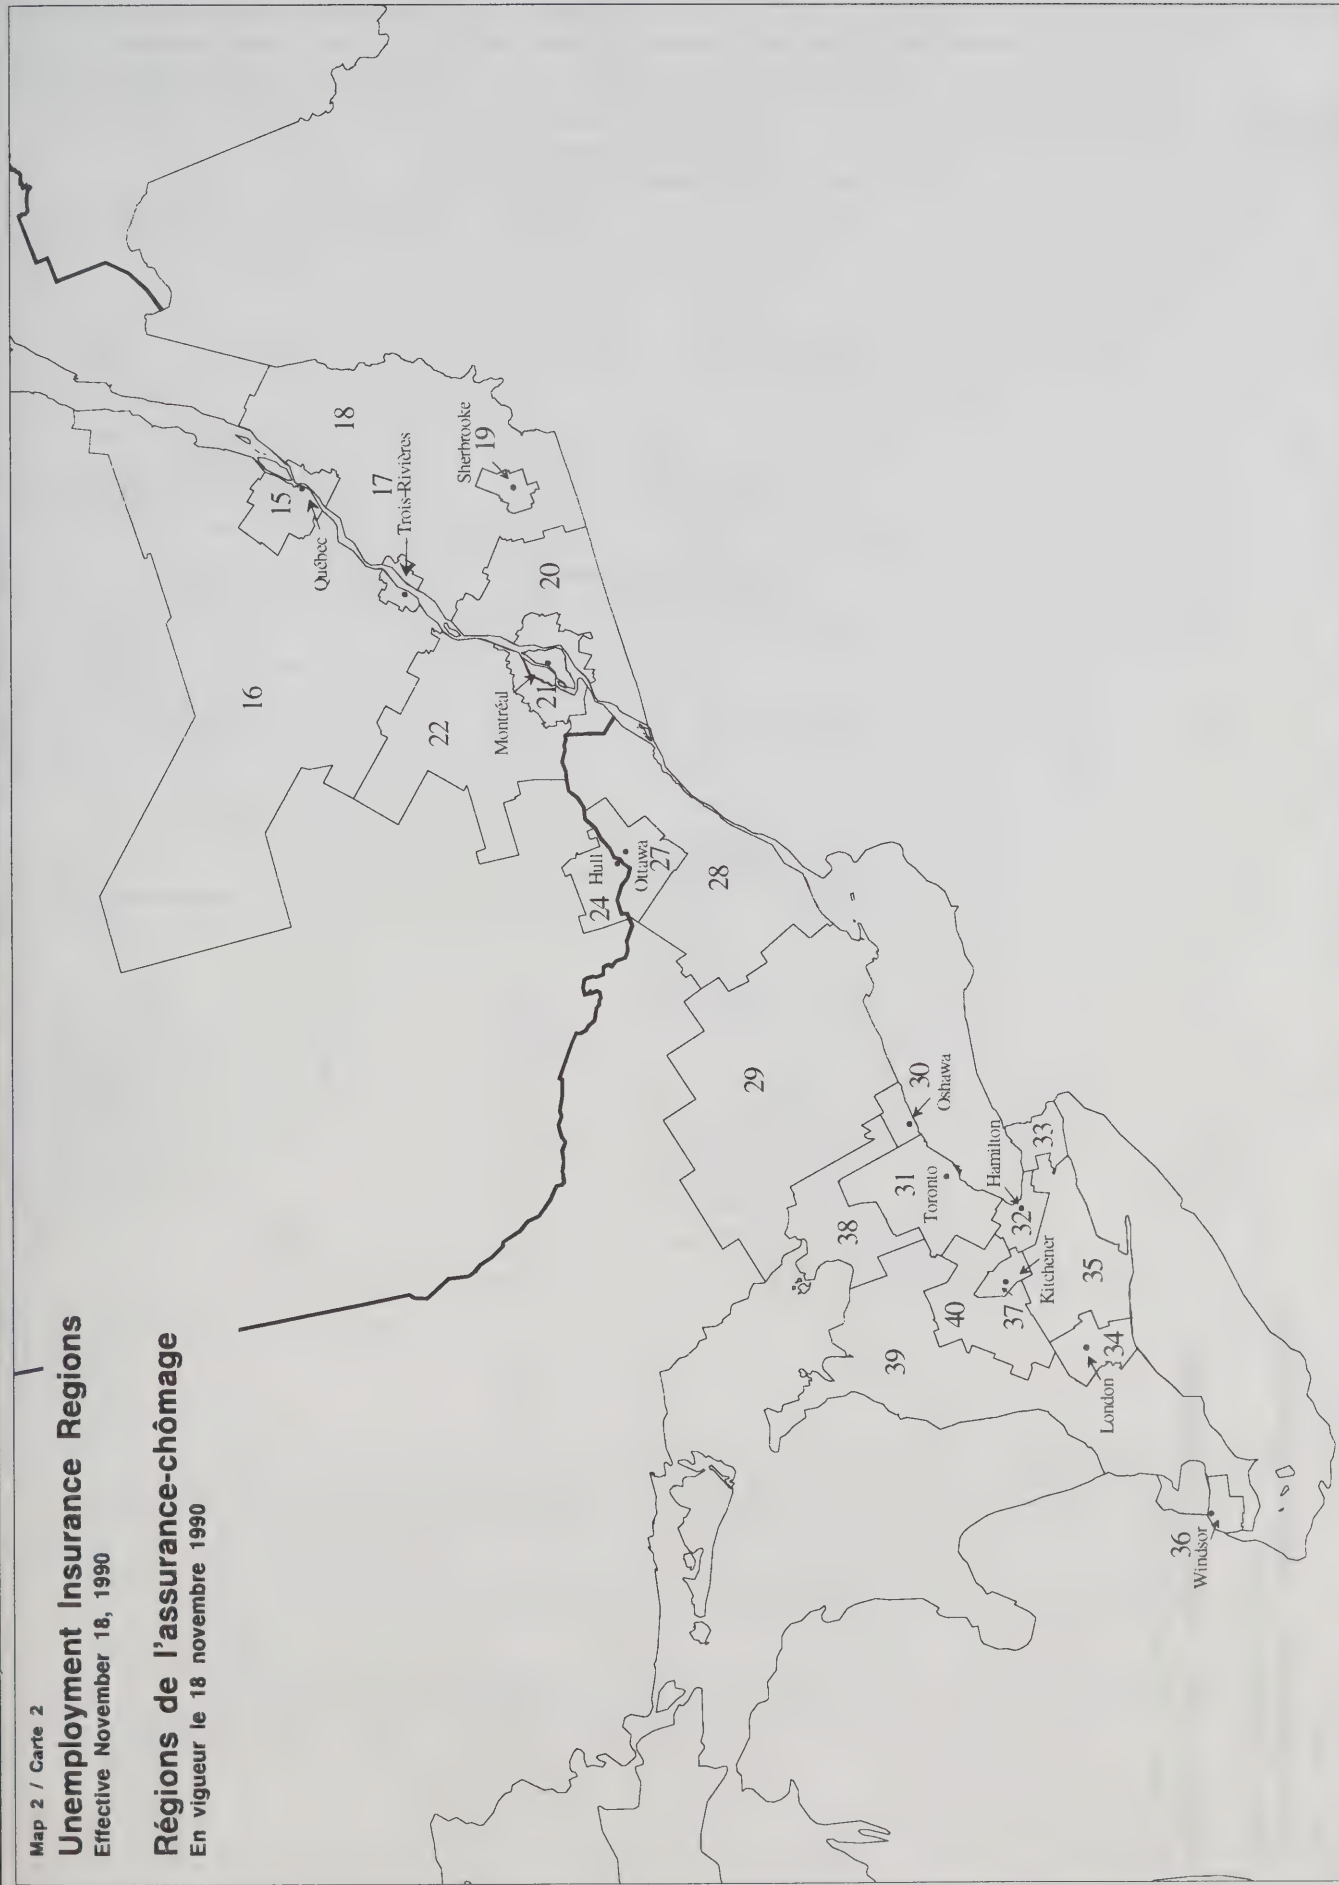 Map 2 / Carte 2
Unemployment Insurance Regions
Effective November 18, 1990
Régions de l'assurance-chômage
En vigueur le 18 novembre 1990
16
15
Québec
18
17
Trois-Rivières
Sherbrooke
19
20
22
Montréal
21
24
Hull
Ottawa
27
28
29
30
Oshawa
31
Toronto
38
Hamilton
33
32
39
40
37
Kitchener
35
London
34
36
Windsor